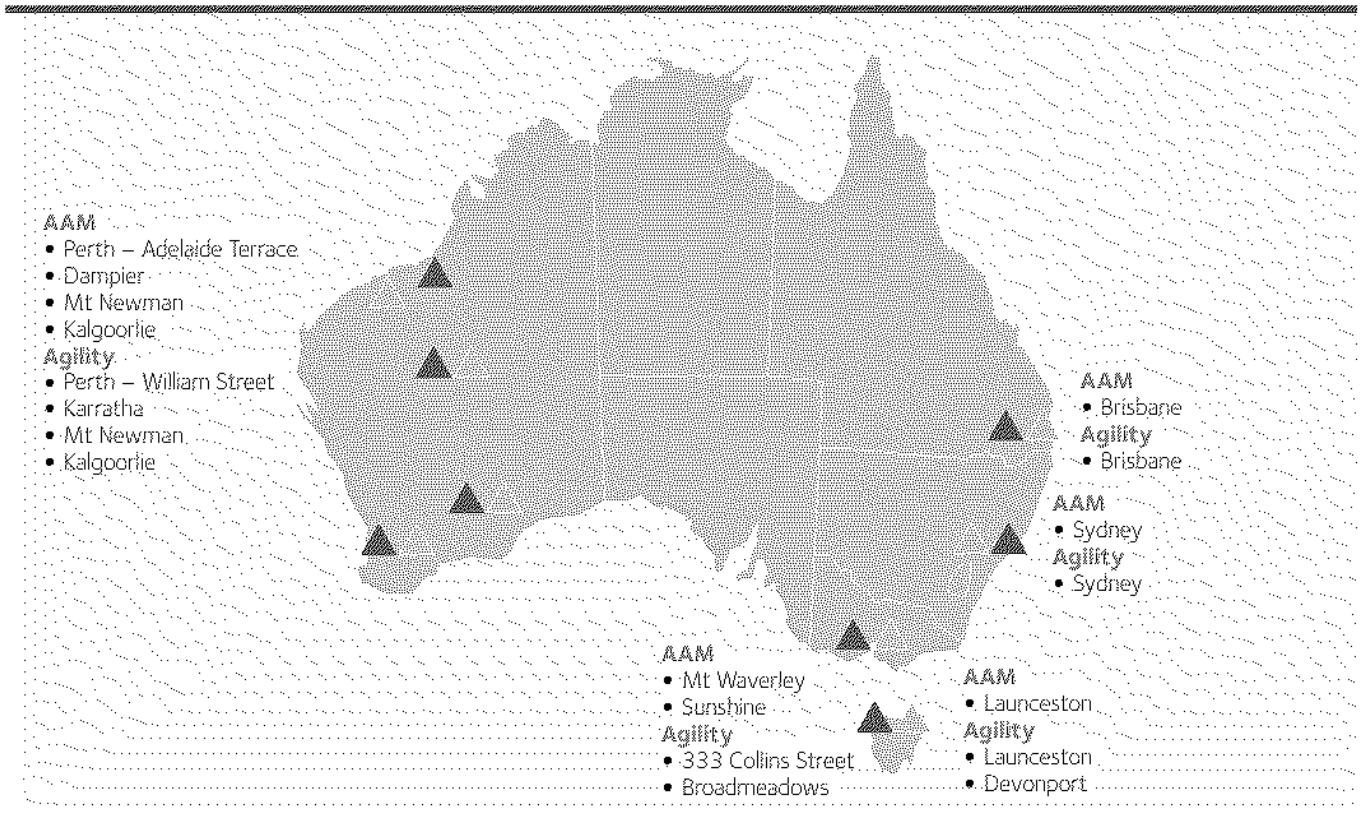 AAM
• Perth – Adelaide Terrace
• Dampier
• Mt Newman
• Kalgoorlie
Agility
• Perth – William Street
• Karratha
• Mt Newman
• Kalgoorlie
AAM
• Brisbane
Agility
• Brisbane
AAM
• Sydney
Agility
• Sydney
AAM
• Mt Waverley
• Sunshine
Agility
• 333 Collins Street
• Broadmeadows
AAM
• Launceston
Agility
• Launceston
• Devonport